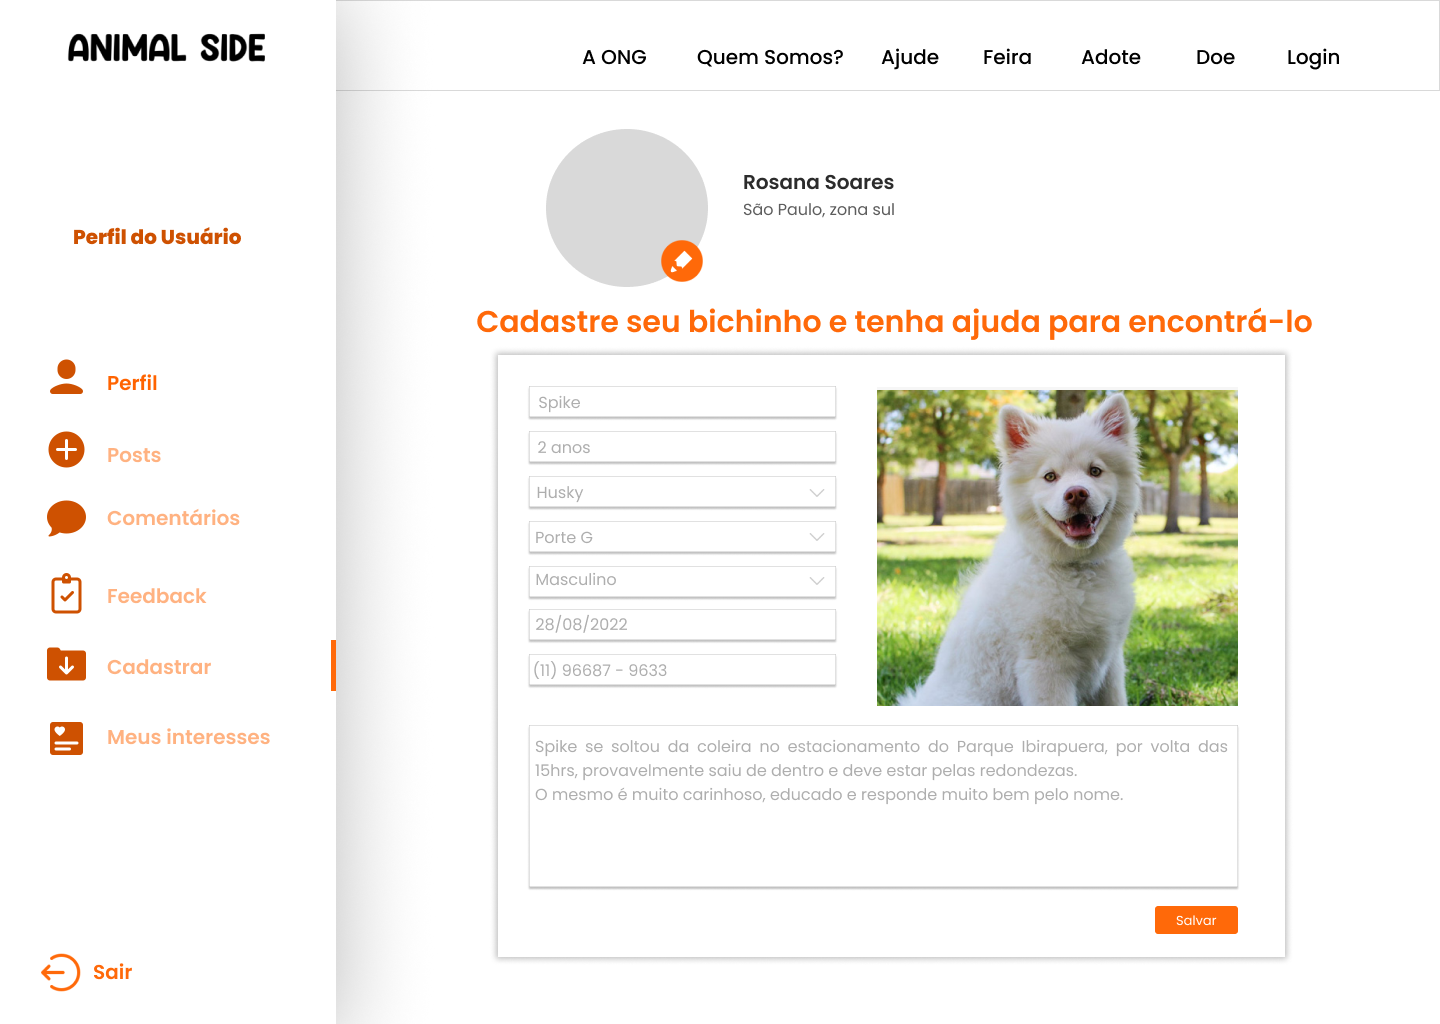 ANIMAL SIDE
A ONG
Quem Somos?
Ajude
Feira
Adote
Doe
Login
Perfil do Usuário
Perfil
Posts
Comentários
Feedback
Cadastrar
Meus interesses
Sair
Rosana Soares
São Paulo, zona sul
Cadastre seu bichinho e tenha ajuda para encontrá-lo
Spike
2 anos
Husky
Porte G
Masculino
28/08/2022
(11) 96687 - 9633
Spike se soltou da coleira no estacionamento do Parque Ibirapuera, por volta das
15hrs, provavelmente saiu de dentro e deve estar pelas redondezas.
O mesmo é muito carinhoso, educado e responde muito bem pelo nome.
Salvar